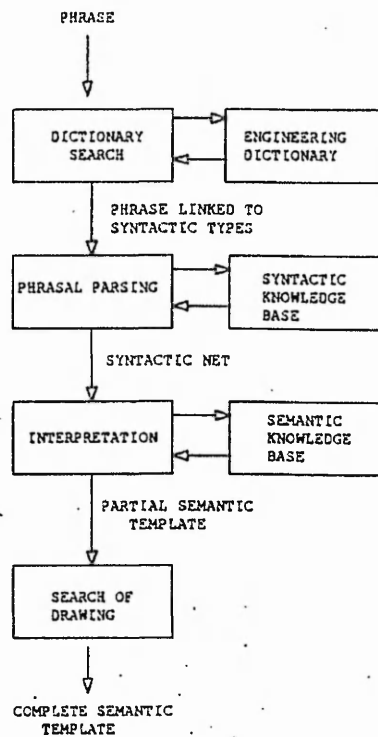 PHRASE
DICTIONARY
SEARCH
ENGINEERING
DICTIONARY
PHRASE LINKED TO
SYNTACTIC TYPES
PHRASAL PARSING
SYNTACTIC
KNOWLEDGE
BASE
SYNTACTIC NET
INTERPRETATION
SEMANTIC
KNOWLEDGE
BASE
PARTIAL SEMANTIC
TEMPLATE
SEARCH OF
DRAWING
COMPLETE SEMANTIC
TEMPLATE